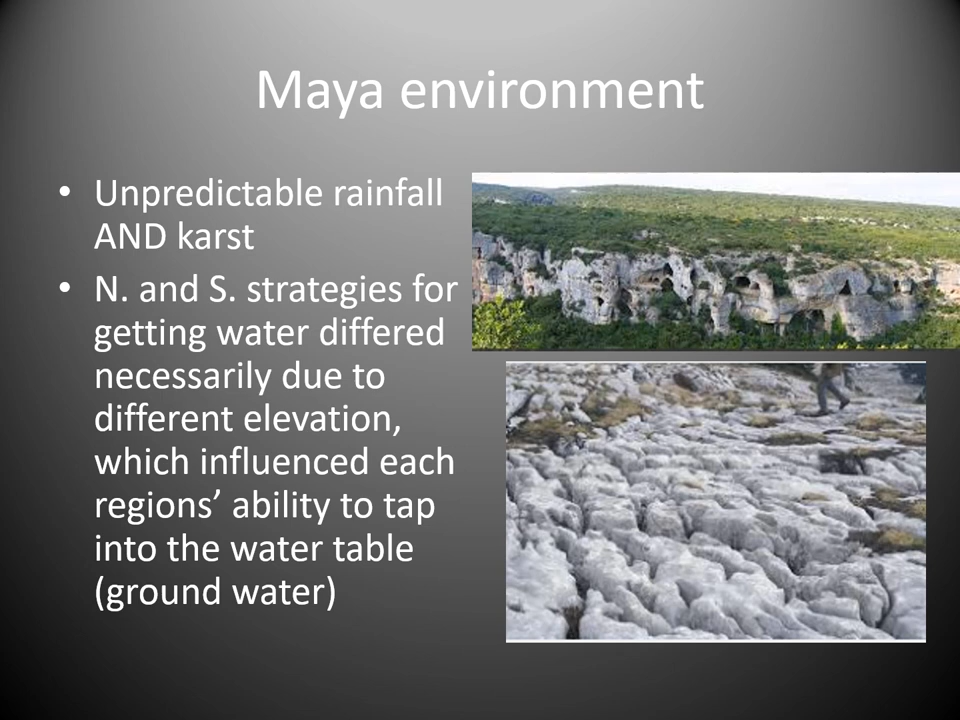 Maya environment
• Unpredictable rainfall
AND karst
• N. and S. strategies for
getting water differed
necessarily due to
different elevation,
which influenced each
regions’ ability to tap
into the water table
(ground water)